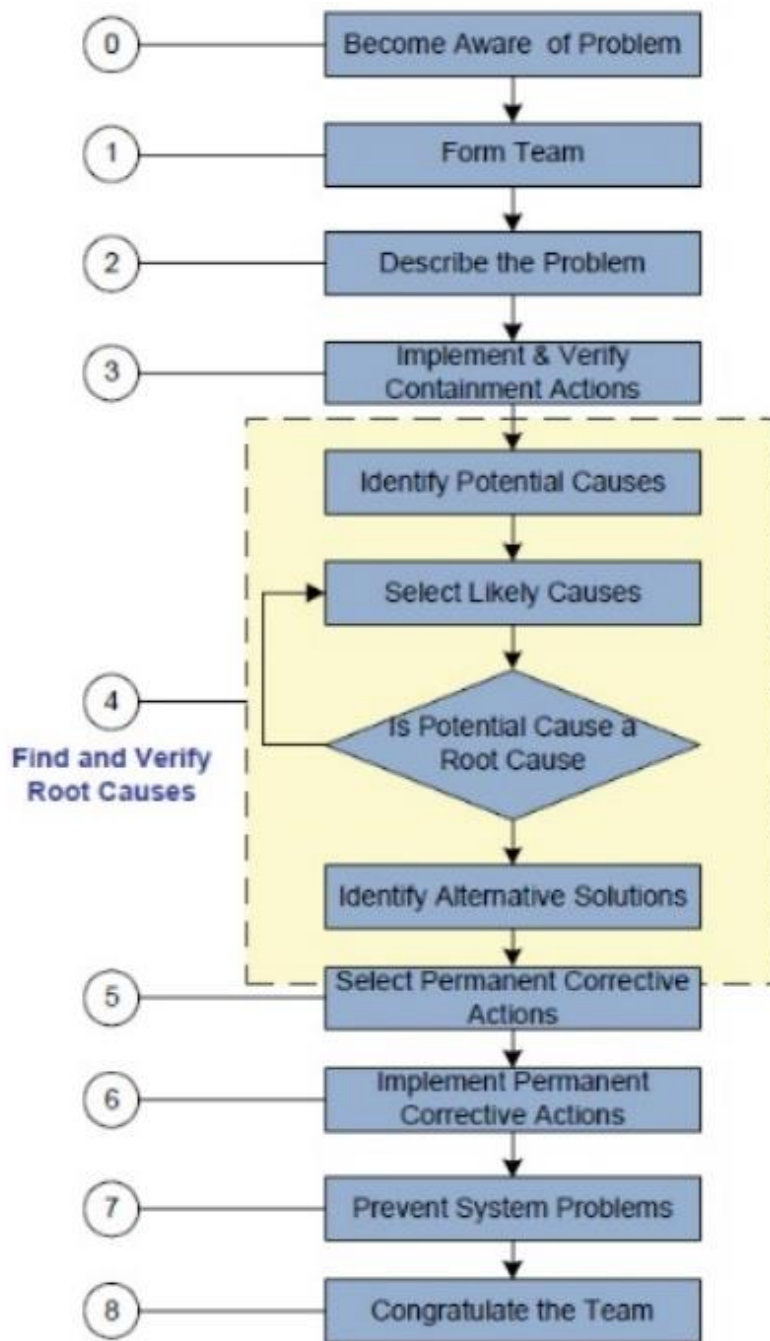 0
Become Aware of Problem
1
Form Team
2
Describe the Problem
3
Implement & Verify
Containment Actions
Identify Potential Causes
Select Likely Causes
4
Find and Verify
Root Causes
Is Potential Cause a
Root Cause
Identify Alternative Solutions
5
Select Permanent Corrective
Actions
6
Implement Permanent
Corrective Actions
7
Prevent System Problems
8
Congratulate the Team